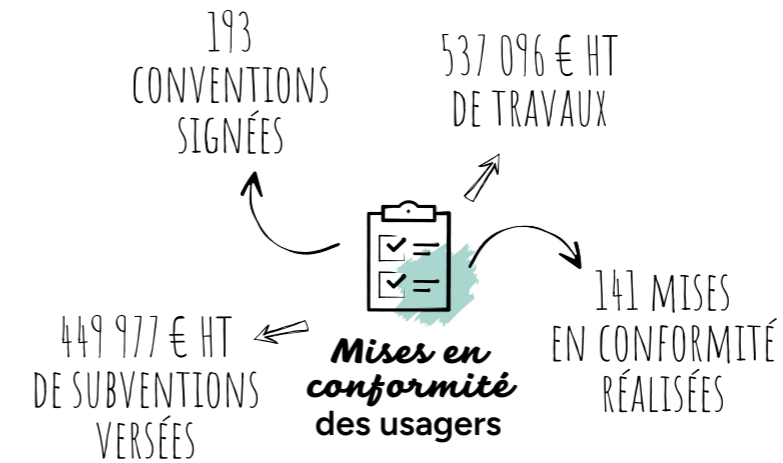 193
CONVENTIONS
SIGNÉES
537 096 € HT
DE TRAVAUX
141 MISES
EN CONFORMITÉ
RÉALISÉES
449 977 € HT
DE SUBVENTIONS
VERSÉES
Mises en
conformité
des usagers